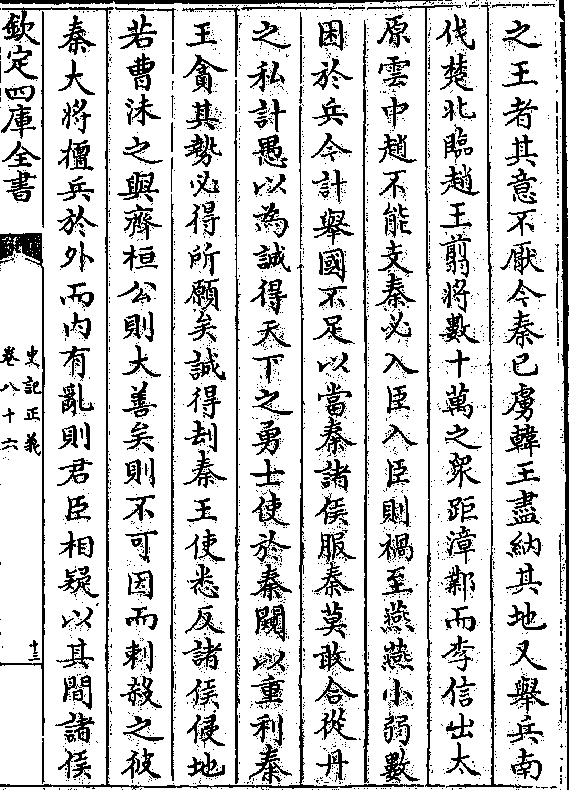 之王者其意不厭今秦已虜韓王盡納其地又舉兵南
伐楚北臨趙王翦將數十萬之衆距漳鄴而李信出太
原雲中趙不能支秦必入臣入臣則禍至燕燕小弱數
困於兵今計舉國不足以當秦諸侯服秦莫敢合從丹
之私計愚以為誠得天下之勇士使於秦闚以重利秦
王貪其勢必得所願矣誠得刦秦王使悉反諸侯侵地
若曹沬之與齊桓公則大善矣則不可因而刺殺之彼
秦大將擅兵於外而内有亂則君臣相疑以其間諸侯
欽定四庫全書
史記正義
卷八十六
十三